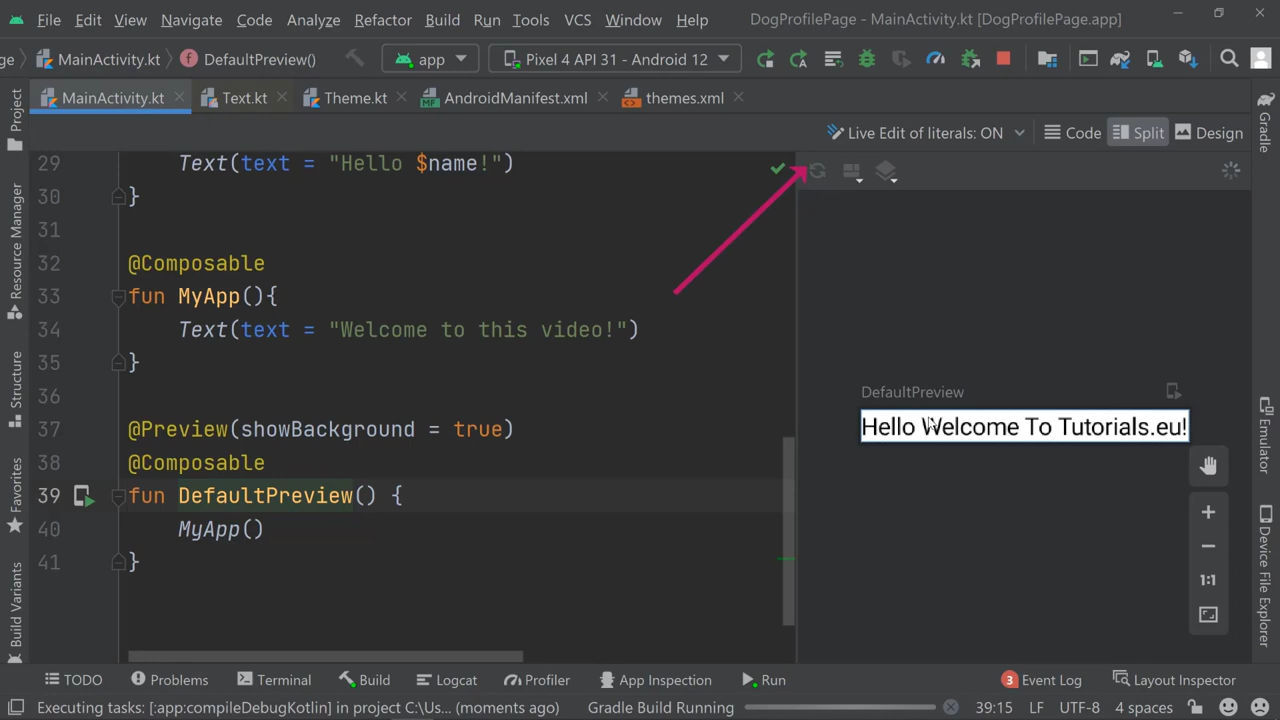 File Edit View Navigate Code Analyze Refactor Build Run Tools VCS Window Help DogProfilePage - MainActivity.kt [DogProfilePage.app]
ge MainActivity.kt DefaultPreview() app Pixel 4 API 31 - Android 12
MainActivity.kt Text.kt Theme.kt AndroidManifest.xml themes.xml
Live Edit of literals: ON Code Split Design
29 Text(text = "Hello $name!")
30 }
31
32 @Composable
33 fun MyApp(){
34 Text(text = "Welcome to this video!")
35 }
36
37 @Preview(showBackground = true)
38 @Composable
39 fun DefaultPreview() {
40 MyApp()
41 }
DefaultPreview
Hello Welcome To Tutorials.eu!
1:1
Project
Resource Manager
Structure
Favorites
Build Variants
Gradle
Emulator
Device File Explorer
TODO Problems Terminal Build Logcat Profiler App Inspection Run 3 Event Log Layout Inspector
Executing tasks: [:app:compileDebugKotlin] in project C:\Us... (moments ago) Gradle Build Running 39:15 LF UTF-8 4 spaces